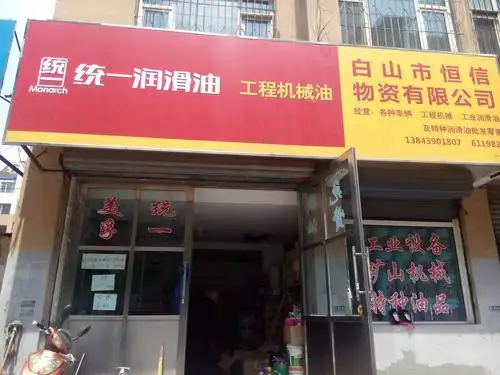 统
统一润滑油
Monarch
工程机械油
白山市恒信
物资有限公司
经营：各种车辆 工程机械 工业润滑油
及特种润滑油批发零
13843901807 611982
美孚
统一
工业设备
矿山机械
特种油品